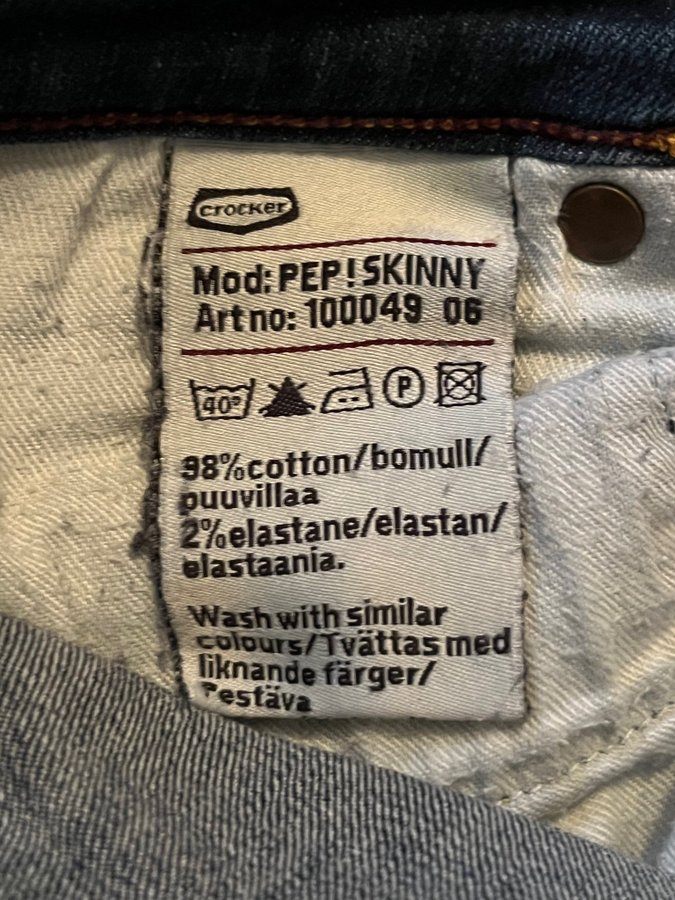 crocker
Mod: PEP! SKINNY
Art no: 100049 06
40° P
98% cotton/bomull/
puuvillaa
2% elastane/elastan/
elastaania.
Wash with similar
colours/Tvättas med
liknande färger/
Pestäva